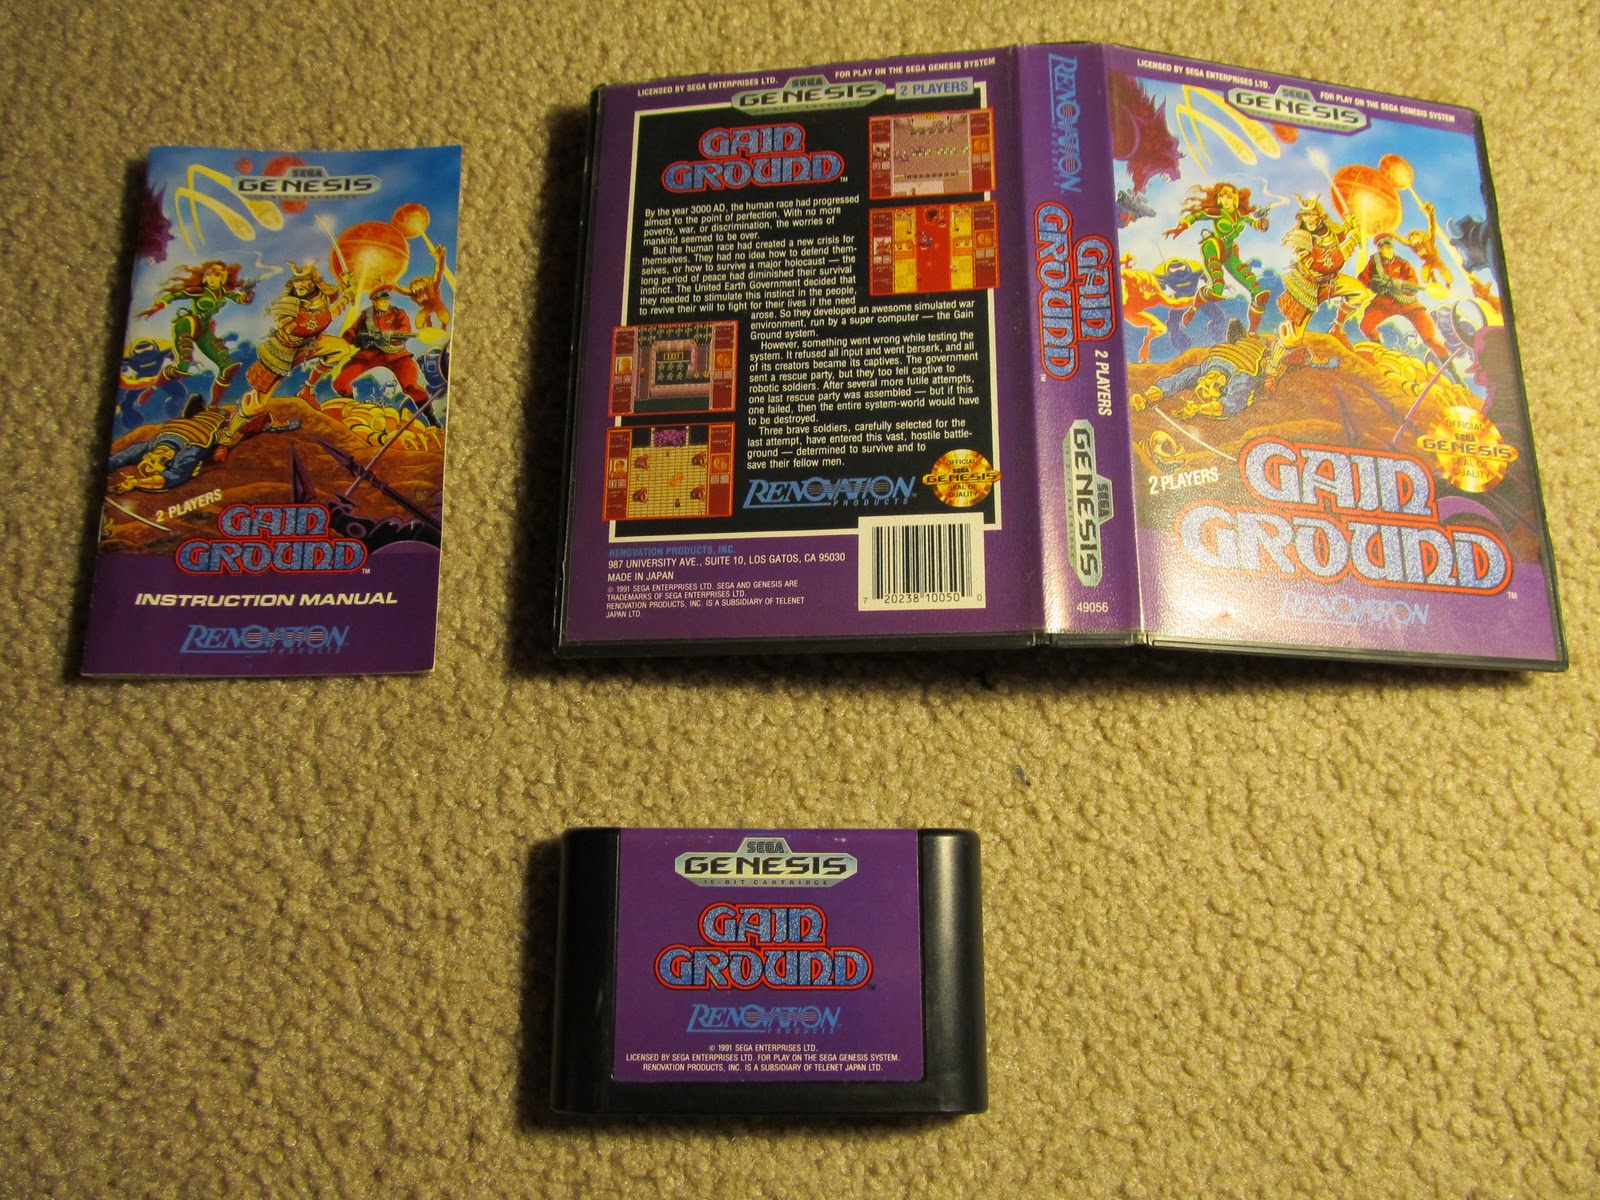 SEGA
GENESIS
2 PLAYERS
GAIN
GROUND™
INSTRUCTION MANUAL
RENOVATION
PRODUCTS
LICENSED BY SEGA ENTERPRISES LTD.
FOR PLAY ON THE SEGA GENESIS SYSTEM
SEGA
GENESIS
2 PLAYERS
GAIN
GROUND™
By the year 3000 AD, the human race had progressed
almost to the point of perfection. With no more
poverty, war, or discrimination, the worries of
mankind seemed to be over.
But the human race had created a new crisis for
themselves. They had no idea how to defend them-
selves, or how to survive a major holocaust — the
long period of peace had diminished their survival
instinct. The United Earth Government decided that
they needed to stimulate this instinct in the people,
to revive their will to fight for their lives if the need
arose. So they developed an awesome simulated war
environment, run by a super computer — the Gain
Ground system.
However, something went wrong while testing the
system. It refused all input and went berserk, and all
of its creators became its captives. The government
sent a rescue party, but they too fell captive to
robotic soldiers. After several more futile attempts,
one last rescue party was assembled — but if this
one failed, then the entire system-world would have
to be destroyed.
Three brave soldiers, carefully selected for the
last attempt, have entered this vast, hostile battle-
ground — determined to survive and to
save their fellow men.
EXIT
RENOVATION™
PRODUCTS
OFFICIAL
SEGA
GENESIS
SEAL OF
QUALITY
RENOVATION PRODUCTS, INC.
987 UNIVERSITY AVE., SUITE 10, LOS GATOS, CA 95030
MADE IN JAPAN
© 1991 SEGA ENTERPRISES LTD. SEGA AND GENESIS ARE
TRADEMARKS OF SEGA ENTERPRISES LTD.
RENOVATION PRODUCTS, INC. IS A SUBSIDIARY OF TELENET
JAPAN LTD.
7 20238 10050 0
RENOVATION
PRODUCTS
GAIN
GROUND™
2 PLAYERS
SEGA
GENESIS
49056
LICENSED BY SEGA ENTERPRISES LTD.
FOR PLAY ON THE SEGA GENESIS SYSTEM
SEGA
GENESIS
OFFICIAL
SEGA
GENESIS
SEAL OF
QUALITY
2 PLAYERS
GAIN
GROUND™
RENOVATION
SEGA
GENESIS
16-BIT CARTRIDGE
GAIN
GROUND™
RENOVATION
PRODUCTS
© 1991 SEGA ENTERPRISES LTD.
LICENSED BY SEGA ENTERPRISES LTD. FOR PLAY ON THE SEGA GENESIS SYSTEM.
RENOVATION PRODUCTS, INC. IS A SUBSIDIARY OF TELENET JAPAN LTD.